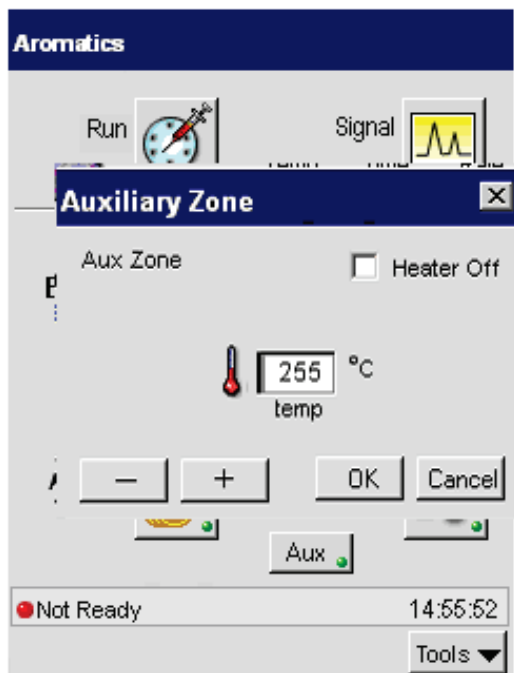 Aromatics
Run
Signal
Auxiliary Zone
Aux Zone
Heater Off
255 °C
temp
− + OK Cancel
Aux
Not Ready 14:55:52
Tools